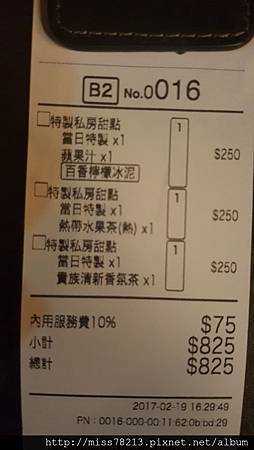 B2 No.0016
□特製私房甜點 1 $250
當日特製 x1
蘋果汁 x1
百香檸檬冰泥
□特製私房甜點 1 $250
當日特製 x1
熱帶水果茶(熱) x1
□特製私房甜點 1 $250
當日特製 x1
貴族清新香氛茶 x1
內用服務費10% $75
小計 $825
總計 $825
2017-02-19 16:29:49
PN : 0016-000-00:11:62:0b:bd:29
http://miss78213.pixnet.net/album